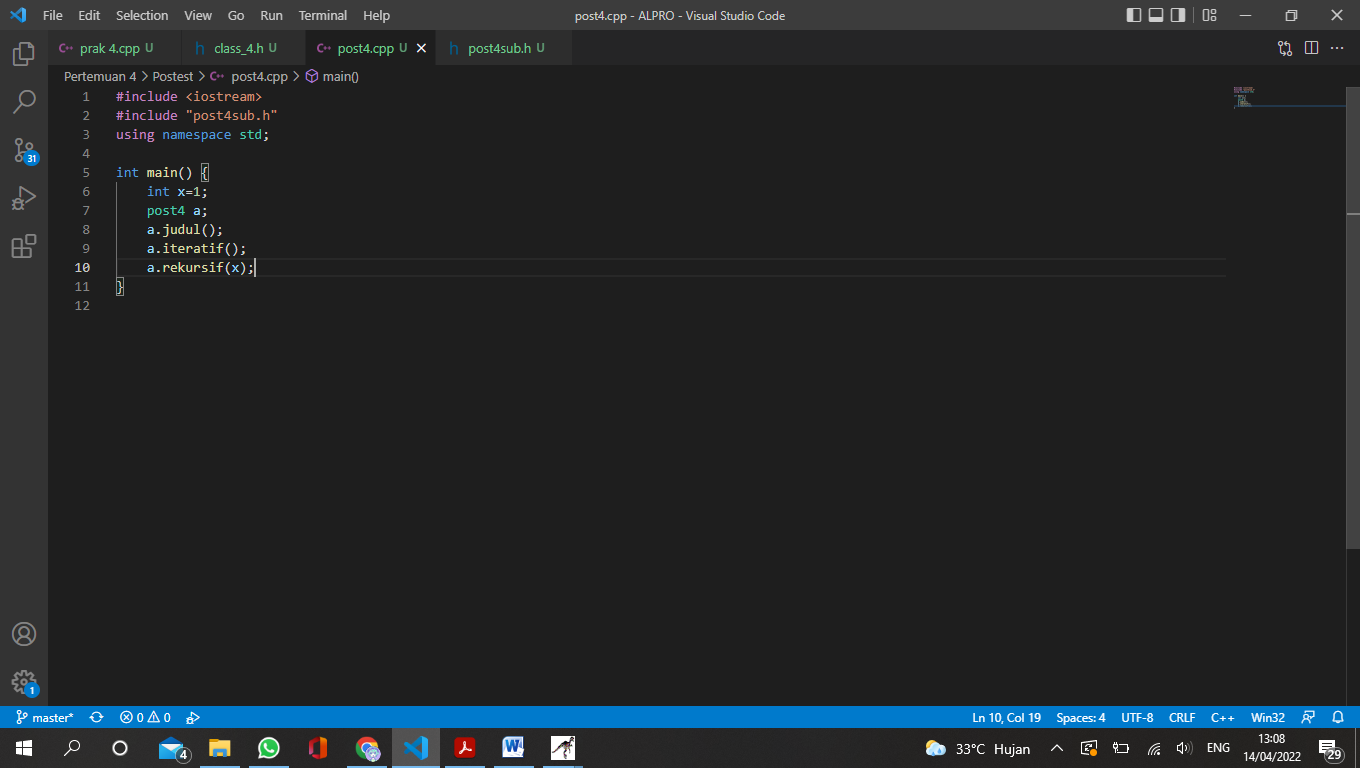 File Edit Selection View Go Run Terminal Help post4.cpp - ALPRO - Visual Studio Code
prak 4.cpp U class_4.h U post4.cpp U post4sub.h U
Pertemuan 4 > Postest > post4.cpp > main()
1 #include <iostream>
2 #include "post4sub.h"
3 using namespace std;
4
5 int main() {
6 int x=1;
7 post4 a;
8 a.judul();
9 a.iteratif();
10 a.rekursif(x);
11 }
12
31
1
master* 0 0 Ln 10, Col 19 Spaces: 4 UTF-8 CRLF C++ Win32
4 33°C Hujan ENG 13:08
14/04/2022 29